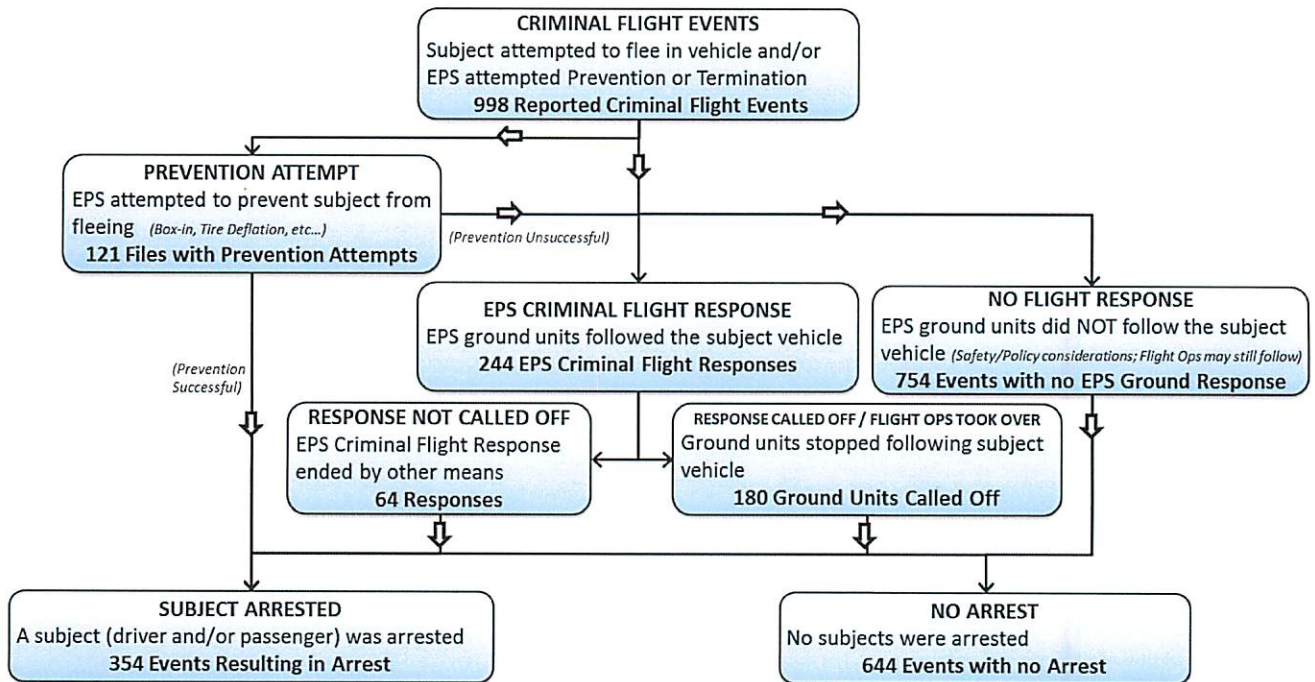 CRIMINAL FLIGHT EVENTS
Subject attempted to flee in vehicle and/or
EPS attempted Prevention or Termination
998 Reported Criminal Flight Events
PREVENTION ATTEMPT
EPS attempted to prevent subject from
fleeing (Box-in, Tire Deflation, etc...)
121 Files with Prevention Attempts
(Prevention Unsuccessful)
EPS CRIMINAL FLIGHT RESPONSE
EPS ground units followed the subject vehicle
244 EPS Criminal Flight Responses
NO FLIGHT RESPONSE
EPS ground units did NOT follow the subject
vehicle (Safety/Policy considerations; Flight Ops may still follow)
754 Events with no EPS Ground Response
(Prevention
Successful)
RESPONSE NOT CALLED OFF
EPS Criminal Flight Response
ended by other means
64 Responses
RESPONSE CALLED OFF / FLIGHT OPS TOOK OVER
Ground units stopped following subject
vehicle
180 Ground Units Called Off
SUBJECT ARRESTED
A subject (driver and/or passenger) was arrested
354 Events Resulting in Arrest
NO ARREST
No subjects were arrested
644 Events with no Arrest